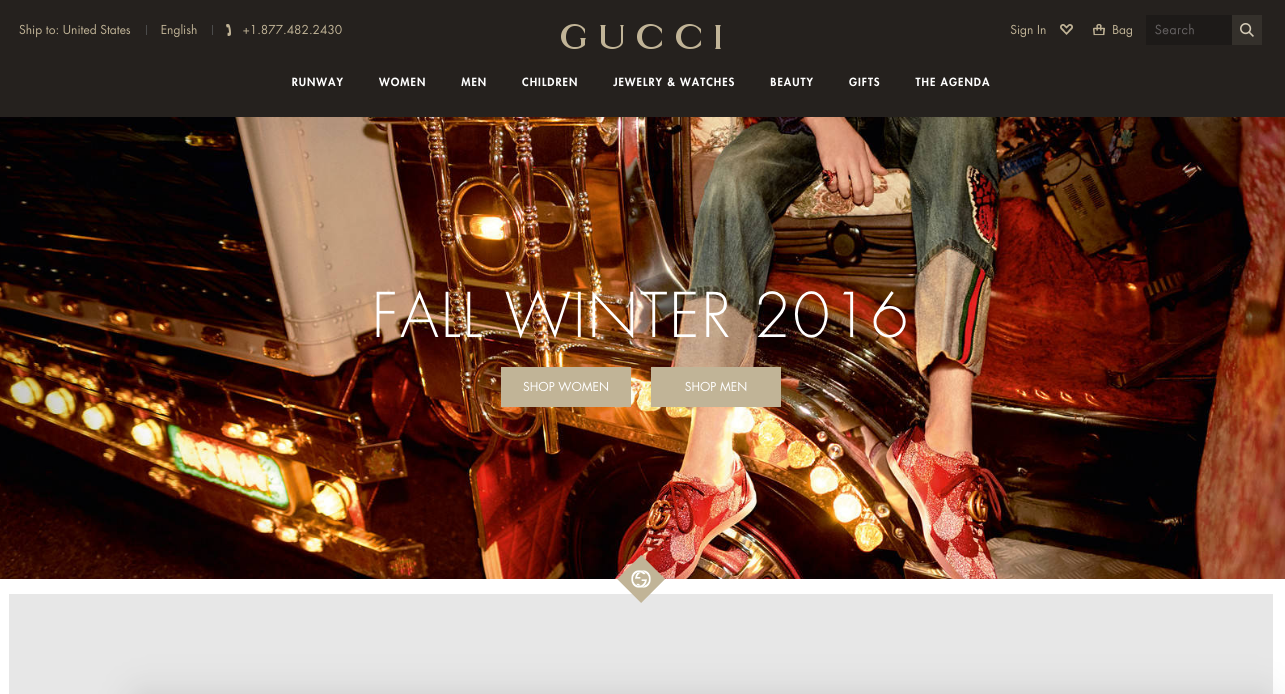 Ship to: United States
English
+1.877.482.2430
GUCCI
Sign In
Bag
Search
RUNWAY
WOMEN
MEN
CHILDREN
JEWELRY & WATCHES
BEAUTY
GIFTS
THE AGENDA
FALL WINTER 2016
SHOP WOMEN
SHOP MEN